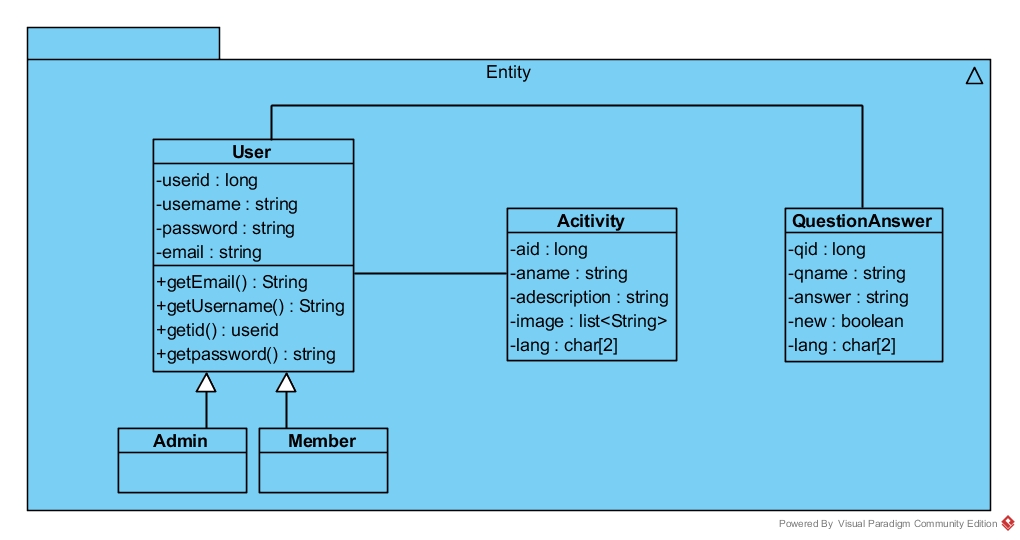 Entity
User
-userid : long
-username : string
-password : string
-email : string
+getEmail() : String
+getUsername() : String
+getid() : userid
+getpassword() : string
Acitivity
-aid : long
-aname : string
-adescription : string
-image : list<String>
-lang : char[2]
QuestionAnswer
-qid : long
-qname : string
-answer : string
-new : boolean
-lang : char[2]
Admin
Member
Powered By Visual Paradigm Community Edition